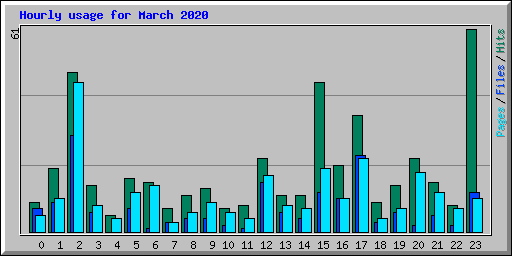 Hourly usage for March 2020
61
Pages / Files / Hits
0 1 2 3 4 5 6 7 8 9 10 11 12 13 14 15 16 17 18 19 20 21 22 23